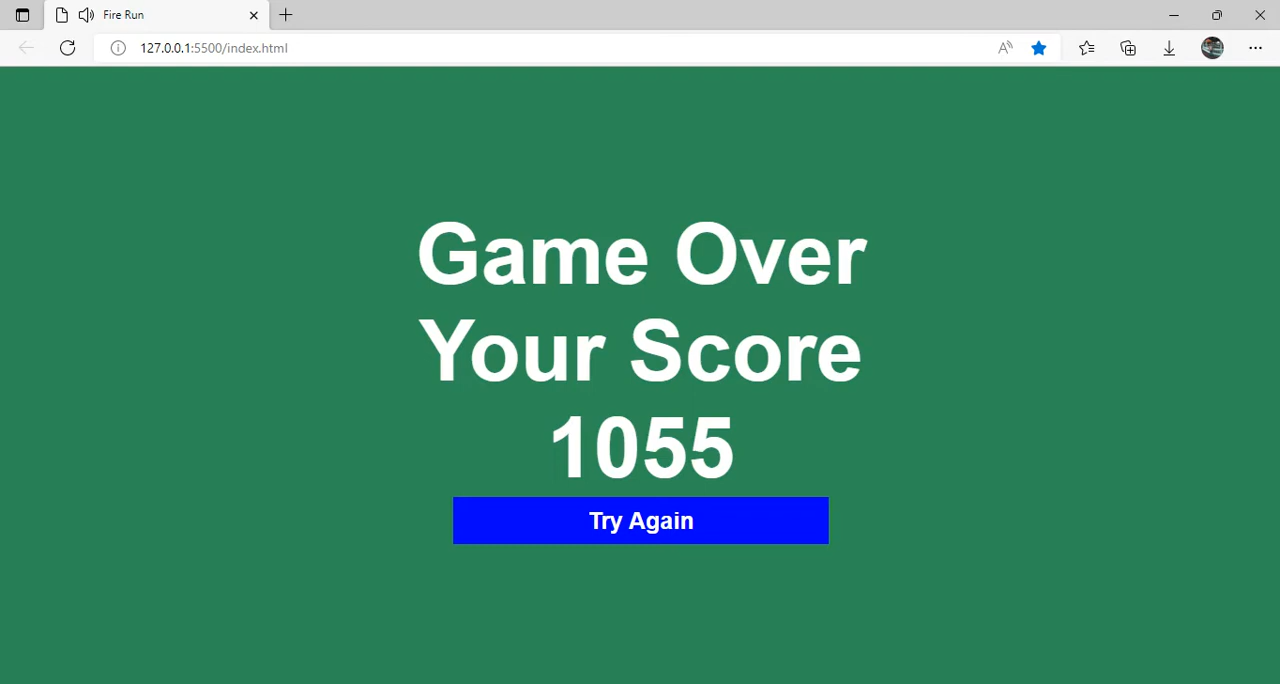 Fire Run
127.0.0.1:5500/index.html
Game Over
Your Score
1055
Try Again